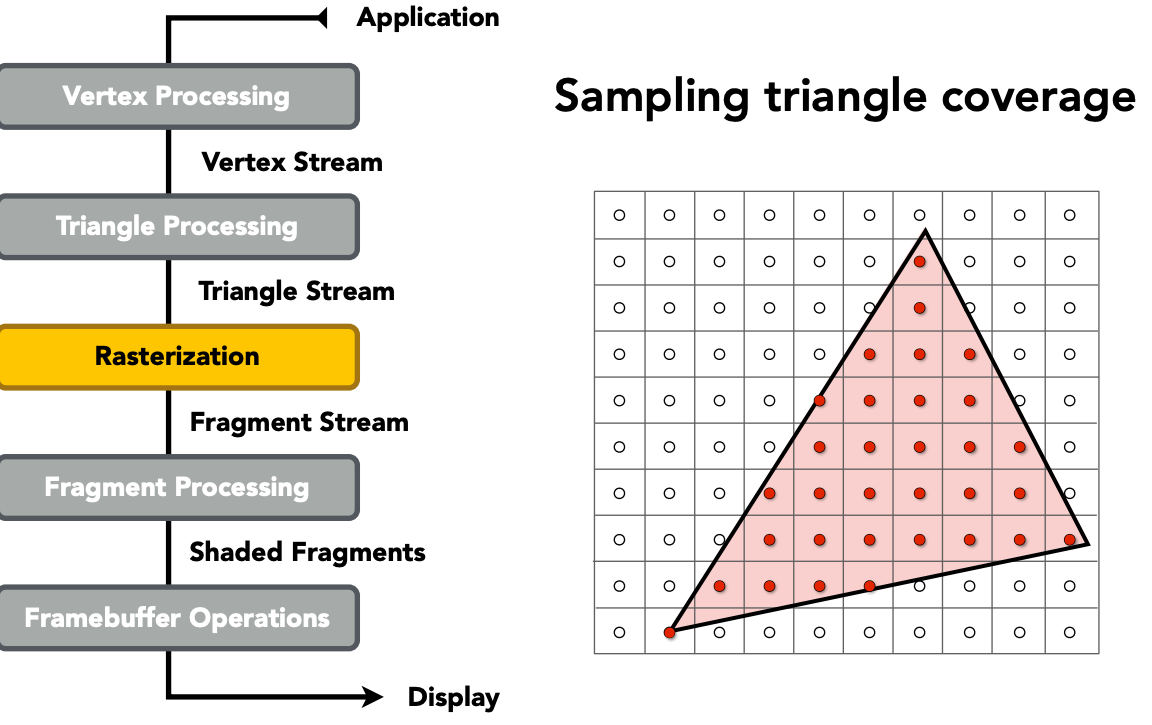 Application
Vertex Processing
Sampling triangle coverage
Vertex Stream
Triangle Processing
Triangle Stream
Rasterization
Fragment Stream
Fragment Processing
Shaded Fragments
Framebuffer Operations
Display